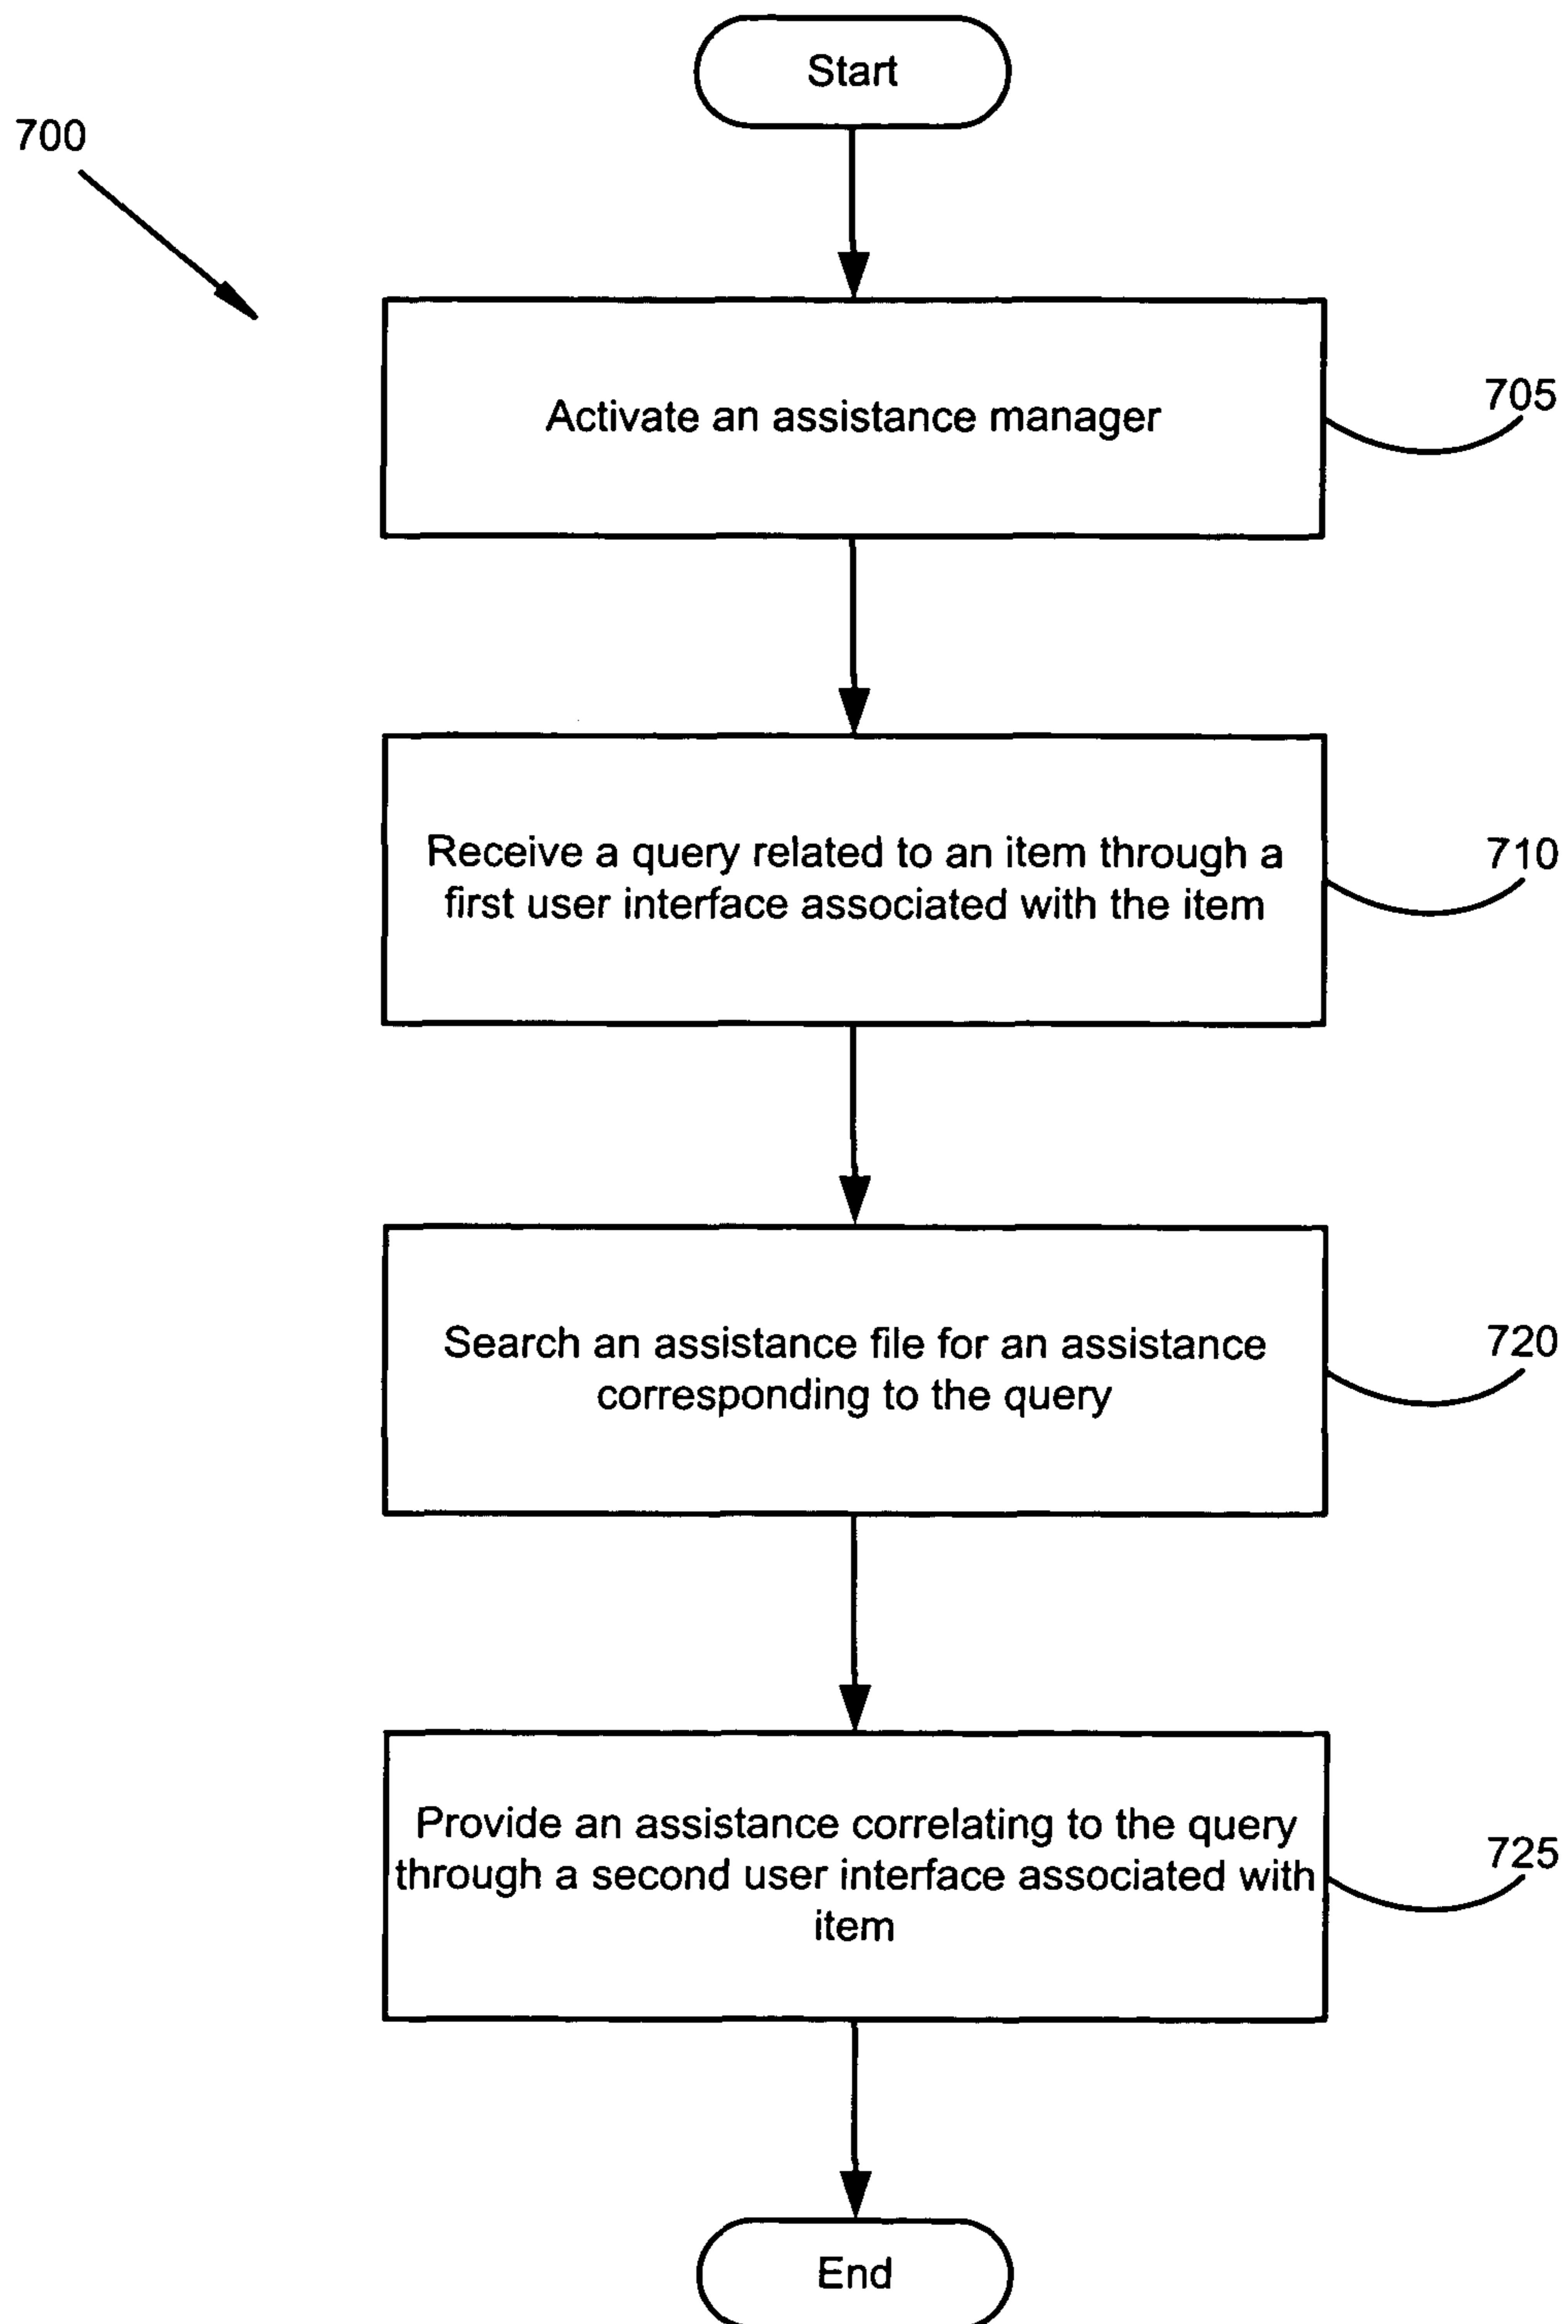 Start
700
Activate an assistance manager
705
Receive a query related to an item through a
first user interface associated with the item
710
Search an assistance file for an assistance
corresponding to the query
720
Provide an assistance correlating to the query
through a second user interface associated with
item
725
End